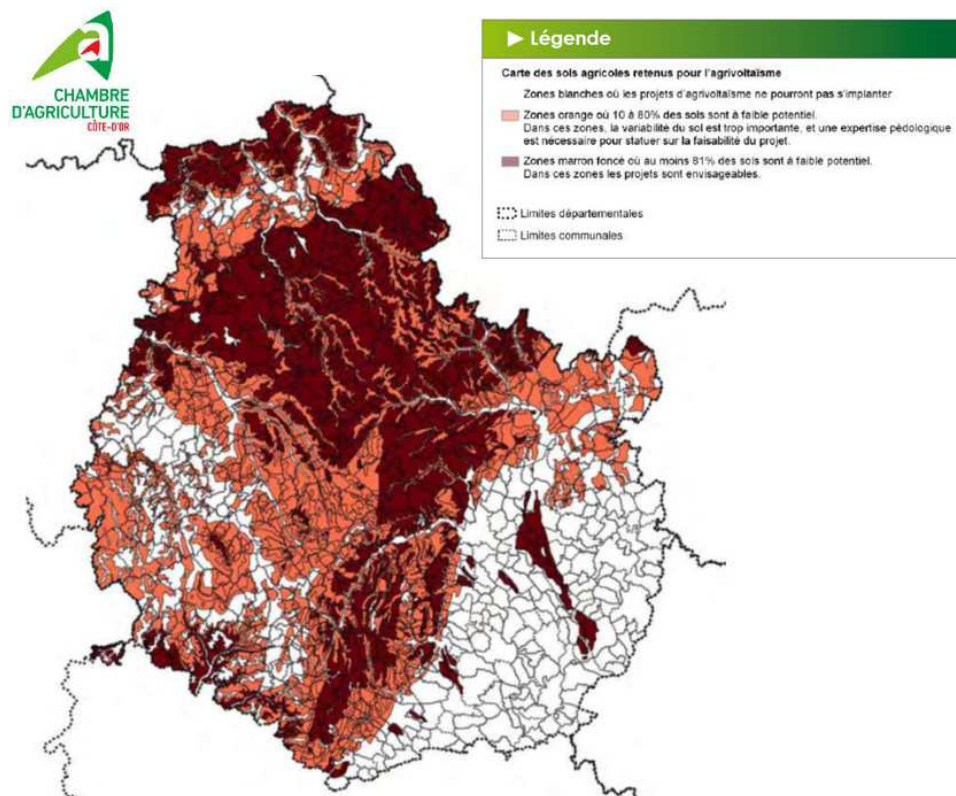 CHAMBRE
D'AGRICULTURE
CÔTE-D'OR
► Légende
Carte des sols agricoles retenus pour l'agrivoltaïsme
Zones blanches où les projets d'agrivoltaïsme ne pourront pas s'implanter
Zones orange où 10 à 80% des sols sont à faible potentiel.
Dans ces zones, la variabilité du sol est trop importante, et une expertise pédologique
est nécessaire pour statuer sur la faisabilité du projet.
Zones marron foncé où au moins 81% des sols sont à faible potentiel.
Dans ces zones les projets sont envisageables.
Limites départementales
Limites communales